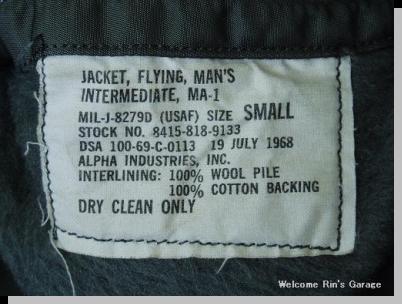 JACKET, FLYING, MAN'S
INTERMEDIATE, MA-1
MIL-J-8279D (USAF) SIZE SMALL
STOCK NO. 8415-818-9133
DSA 100-69-C-0113 19 JULY 1968
ALPHA INDUSTRIES, INC.
INTERLINING: 100% WOOL PILE
100% COTTON BACKING
DRY CLEAN ONLY
Welcome Rin's Garage